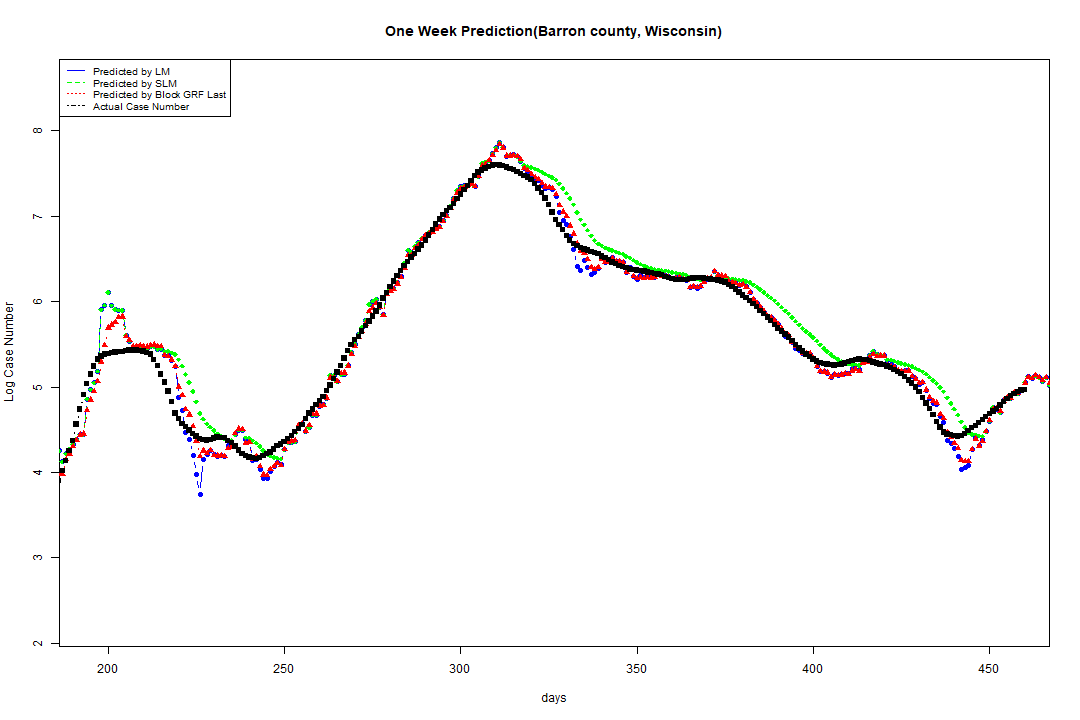 One Week Prediction(Barron county, Wisconsin)
Predicted by LM
Predicted by SLM
Predicted by Block GRF Last
Actual Case Number
Log Case Number
8
7
6
5
4
3
2
200 250 300 350 400 450
days